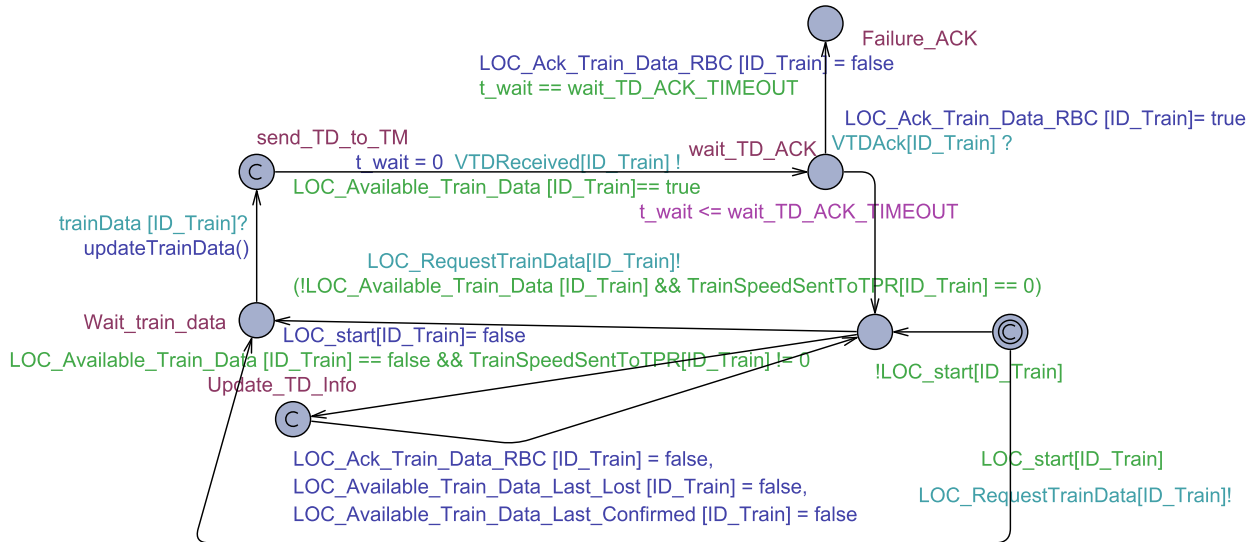 Failure_ACK
LOC_Ack_Train_Data_RBC [ID_Train] = false
t_wait == wait_TD_ACK_TIMEOUT
LOC_Ack_Train_Data_RBC [ID_Train]= true
VTDAck[ID_Train] ?
send_TD_to_TM
wait_TD_ACK
t_wait = 0 VTDReceived[ID_Train] !
C
LOC_Available_Train_Data [ID_Train]== true
t_wait <= wait_TD_ACK_TIMEOUT
trainData [ID_Train]?
updateTrainData()
LOC_RequestTrainData[ID_Train]!
(!LOC_Available_Train_Data [ID_Train] && TrainSpeedSentToTPR[ID_Train] == 0)
Wait_train_data
LOC_start[ID_Train]= false
C
LOC_Available_Train_Data [ID_Train] == false && TrainSpeedSentToTPR[ID_Train] != 0
!LOC_start[ID_Train]
Update_TD_Info
C
LOC_Ack_Train_Data_RBC [ID_Train] = false,
LOC_Available_Train_Data_Last_Lost [ID_Train] = false,
LOC_Available_Train_Data_Last_Confirmed [ID_Train] = false
LOC_start[ID_Train]
LOC_RequestTrainData[ID_Train]!